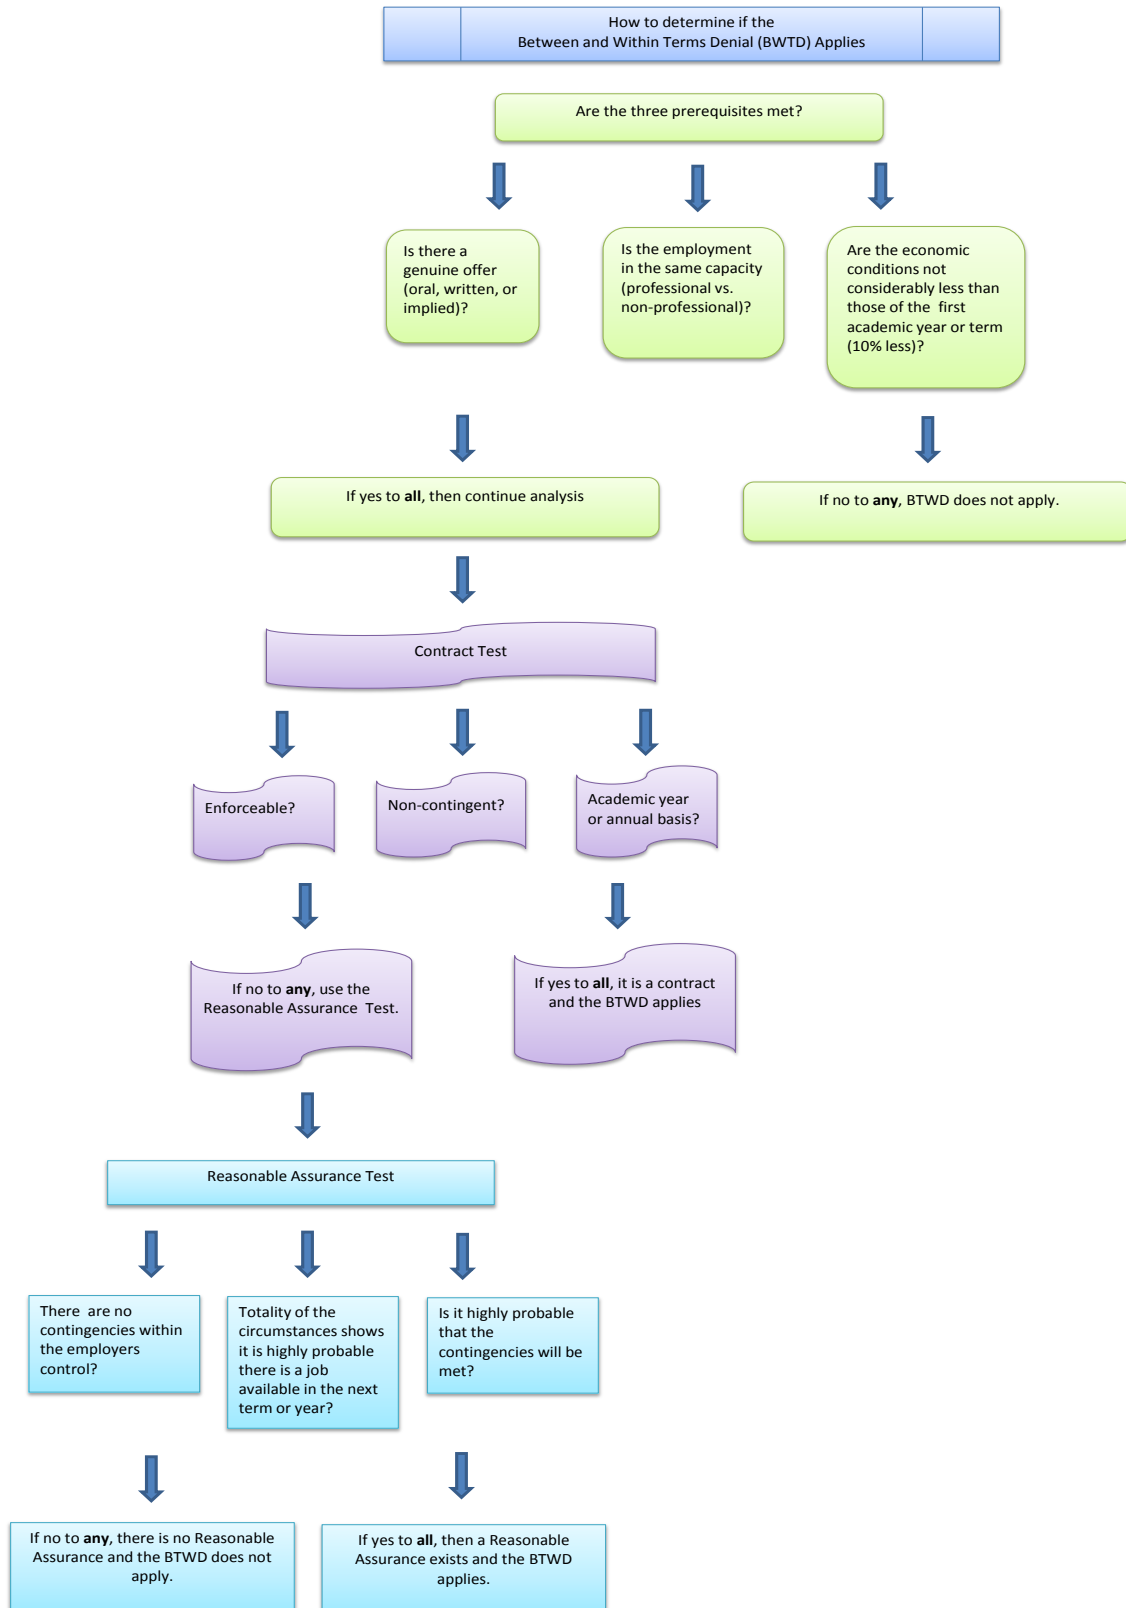 How to determine if the
Between and Within Terms Denial (BWTD) Applies
Are the three prerequisites met?
Is there a
genuine offer
(oral, written, or
implied)?
Is the employment
in the same capacity
(professional vs.
non-professional)?
Are the economic
conditions not
considerably less than
those of the first
academic year or term
(10% less)?
If yes to all, then continue analysis
If no to any, BTWD does not apply.
Contract Test
Enforceable?
Non-contingent?
Academic year
or annual basis?
If no to any, use the
Reasonable Assurance Test.
If yes to all, it is a contract
and the BTWD applies
Reasonable Assurance Test
There are no
contingencies within
the employers
control?
Totality of the
circumstances shows
it is highly probable
there is a job
available in the next
term or year?
Is it highly probable
that the
contingencies will be
met?
If no to any, there is no Reasonable
Assurance and the BTWD does not
apply.
If yes to all, then a Reasonable
Assurance exists and the BTWD
applies.